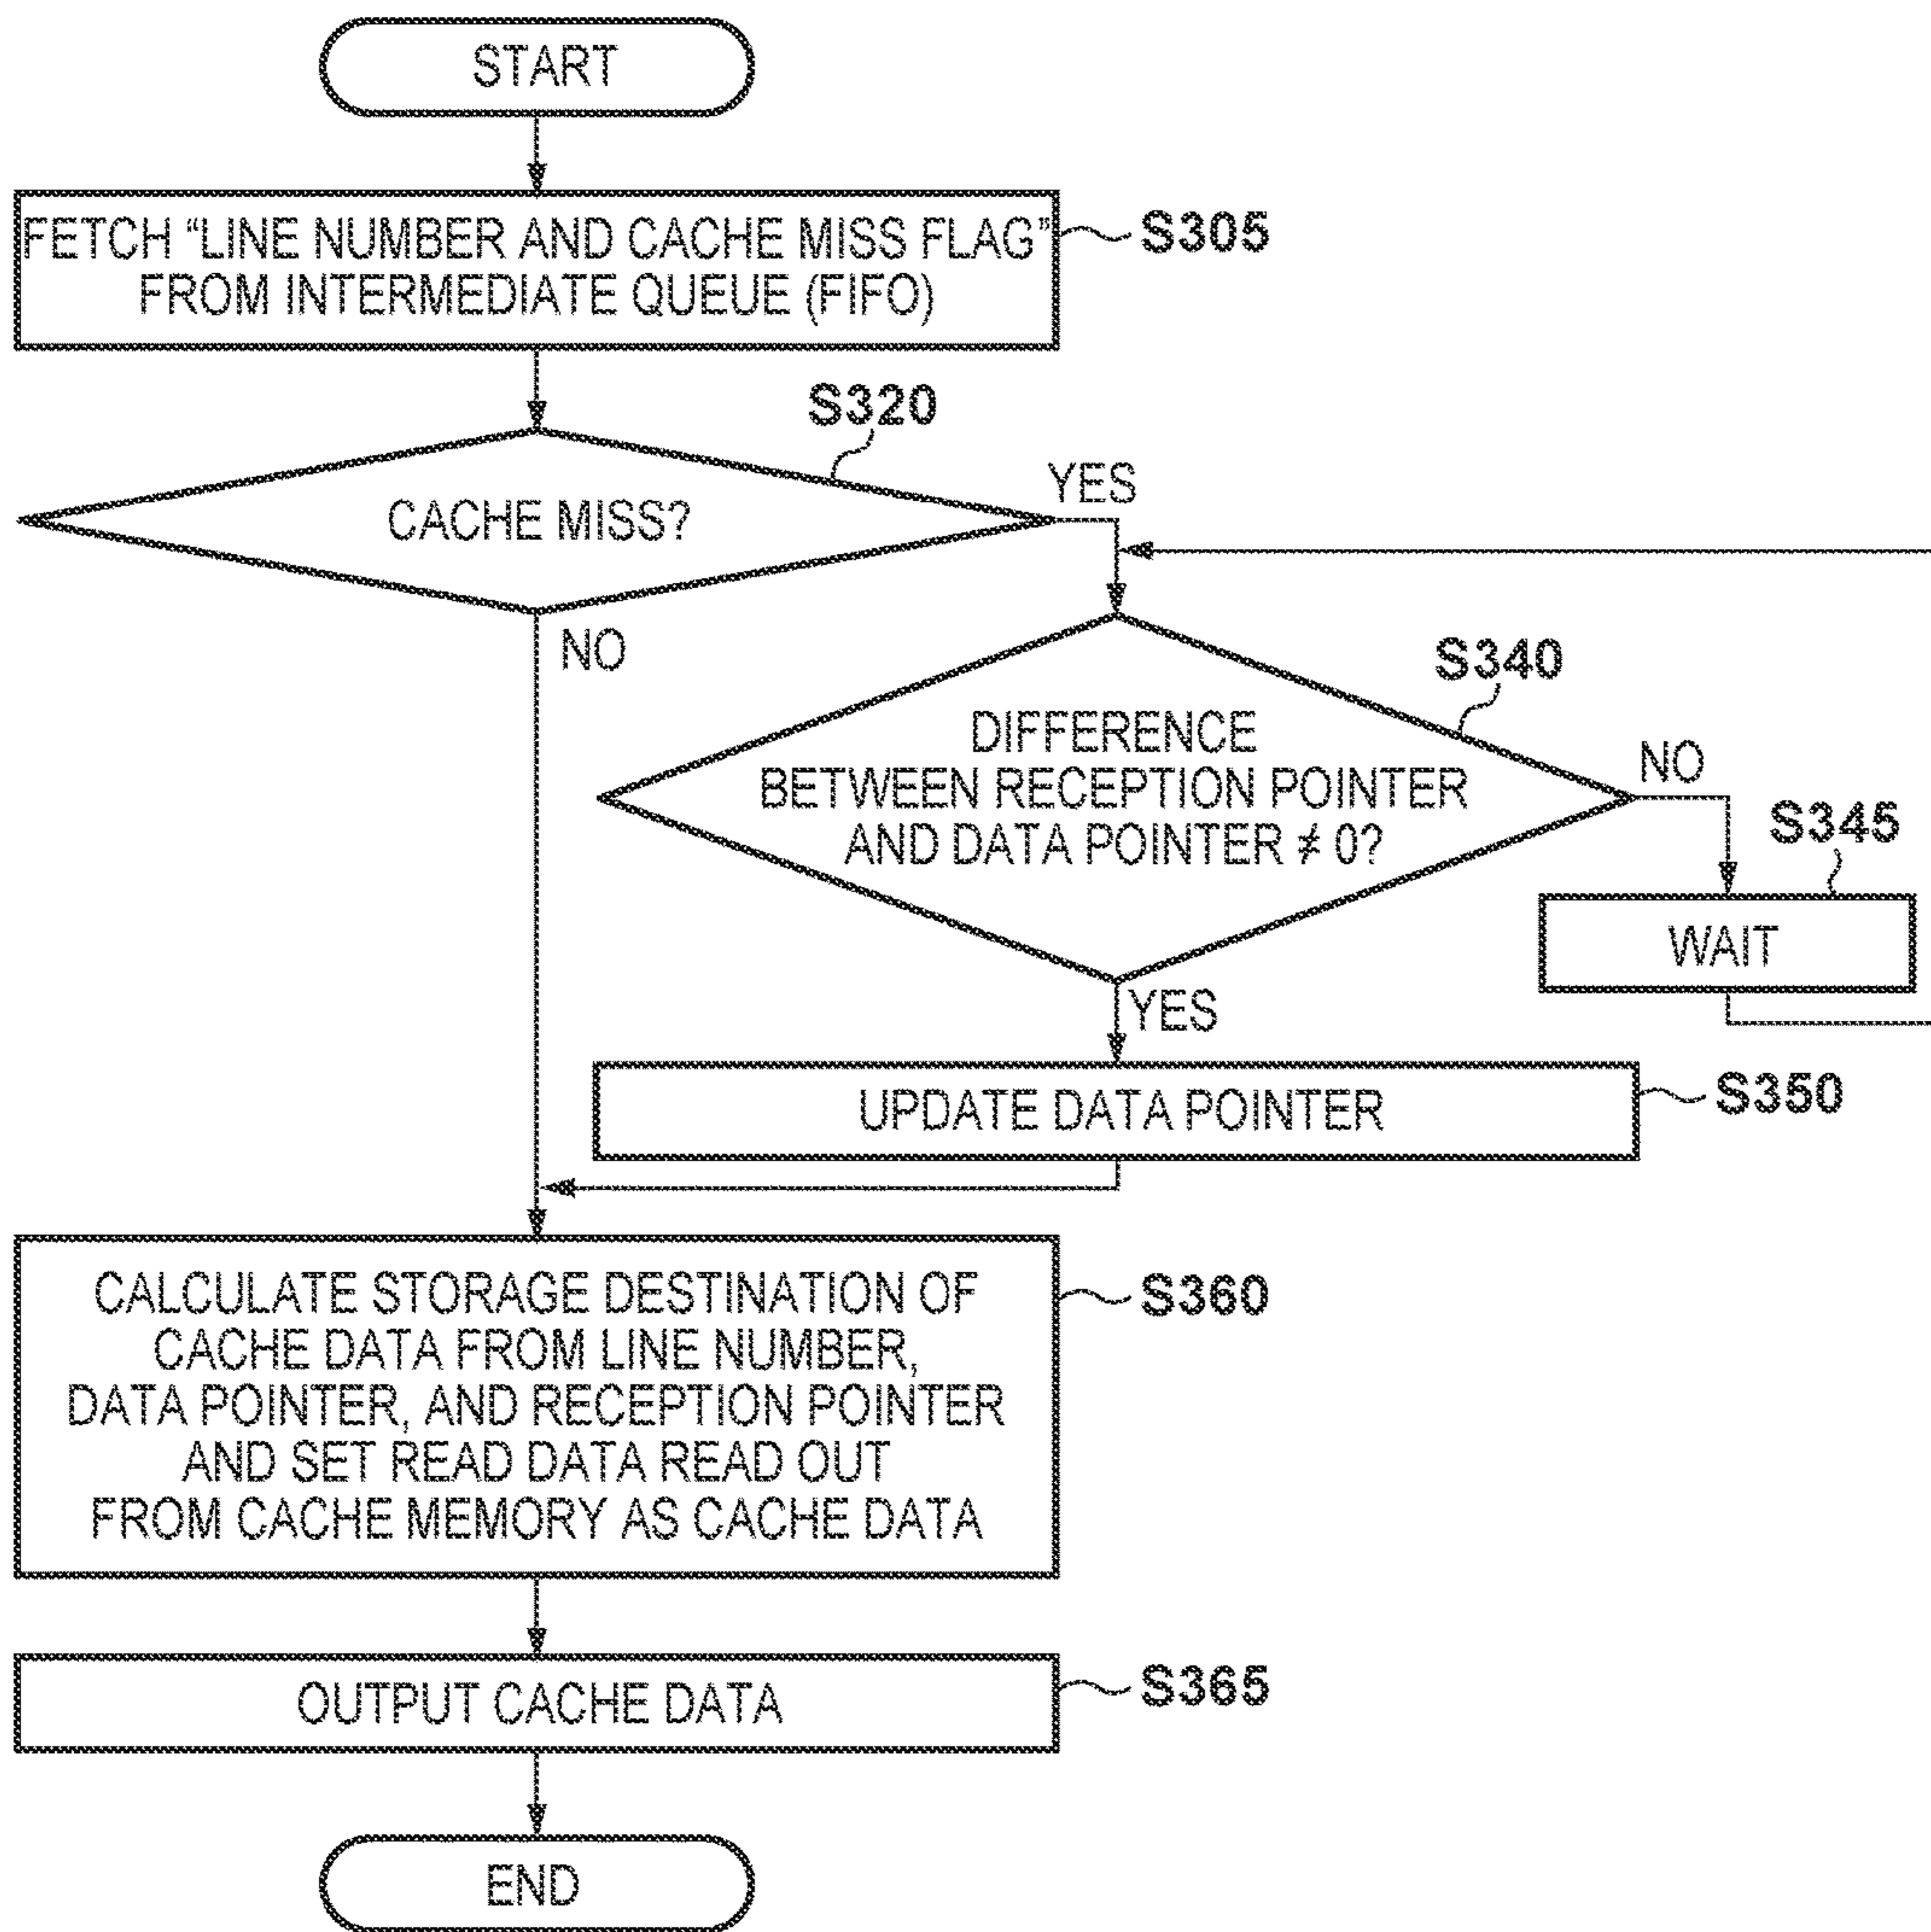 START
FETCH “LINE NUMBER AND CACHE MISS FLAG”
FROM INTERMEDIATE QUEUE (FIFO)
S305
S320
CACHE MISS?
YES
NO
S340
DIFFERENCE
BETWEEN RECEPTION POINTER
AND DATA POINTER ≠ 0?
NO
S345
WAIT
YES
UPDATE DATA POINTER
S350
CALCULATE STORAGE DESTINATION OF
CACHE DATA FROM LINE NUMBER,
DATA POINTER, AND RECEPTION POINTER
AND SET READ DATA READ OUT
FROM CACHE MEMORY AS CACHE DATA
S360
OUTPUT CACHE DATA
S365
END